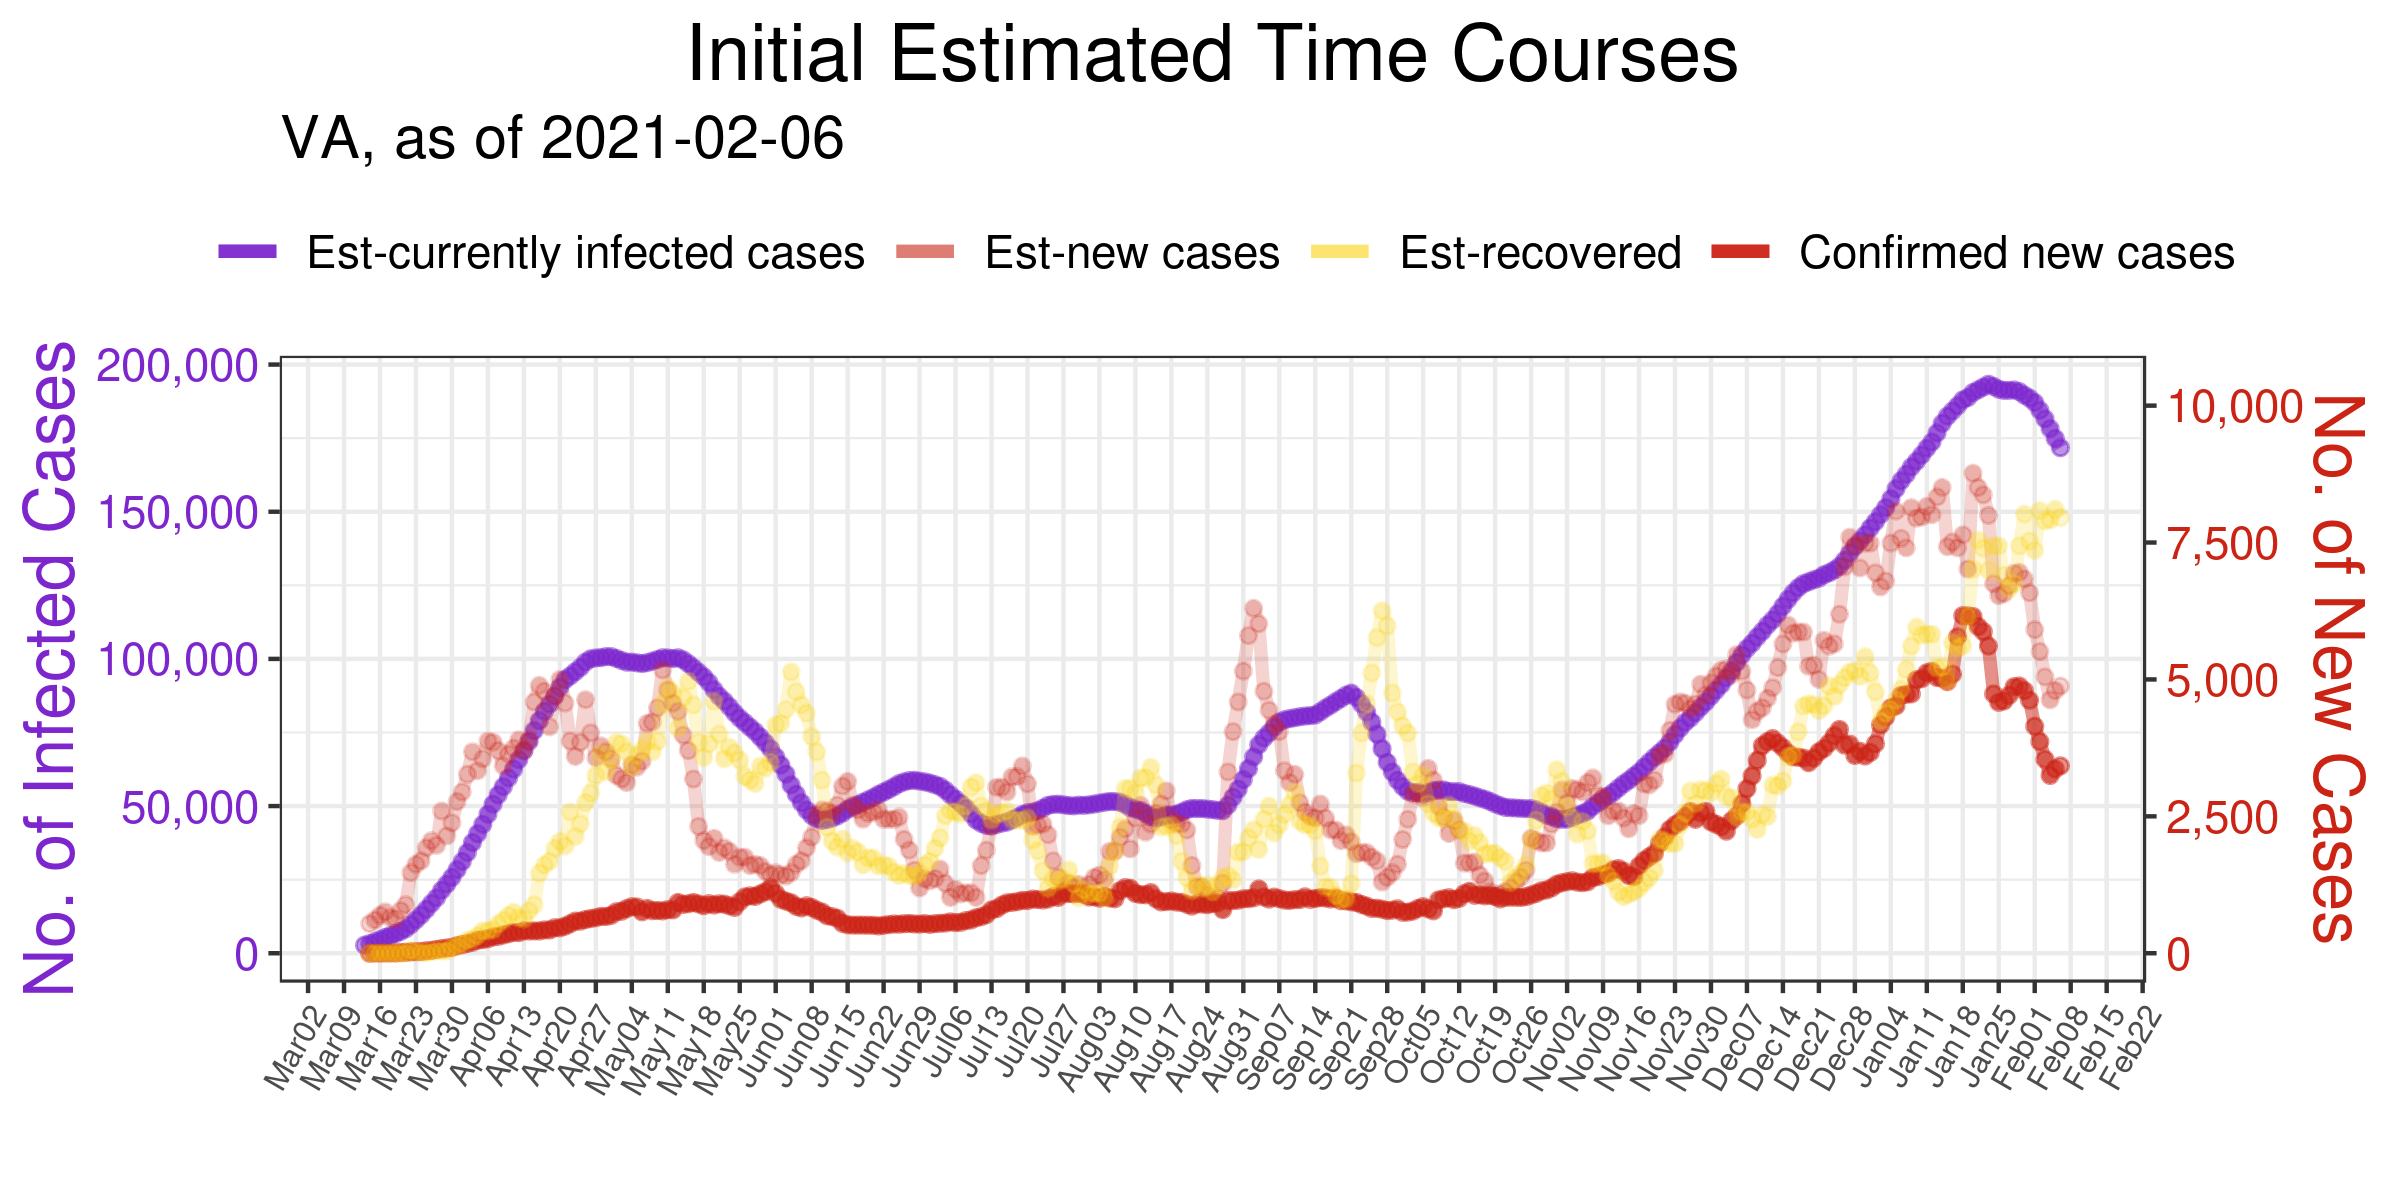 Initial Estimated Time Courses
VA, as of 2021-02-06
Est-currently infected cases Est-new cases Est-recovered Confirmed new cases
No. of Infected Cases
200,000
150,000
100,000
50,000
0
10,000
7,500
5,000
2,500
0
No. of New Cases
Mar02 Mar09 Mar16 Mar23 Mar30 Apr06 Apr13 Apr20 Apr27 May04 May11 May18 May25 Jun01 Jun08 Jun15 Jun22 Jun29 Jul06 Jul13 Jul20 Jul27 Aug03 Aug10 Aug17 Aug24 Aug31 Sep07 Sep14 Sep21 Sep28 Oct05 Oct12 Oct19 Oct26 Nov02 Nov09 Nov16 Nov23 Nov30 Dec07 Dec14 Dec21 Dec28 Jan04 Jan11 Jan18 Jan25 Feb01 Feb08 Feb15 Feb22